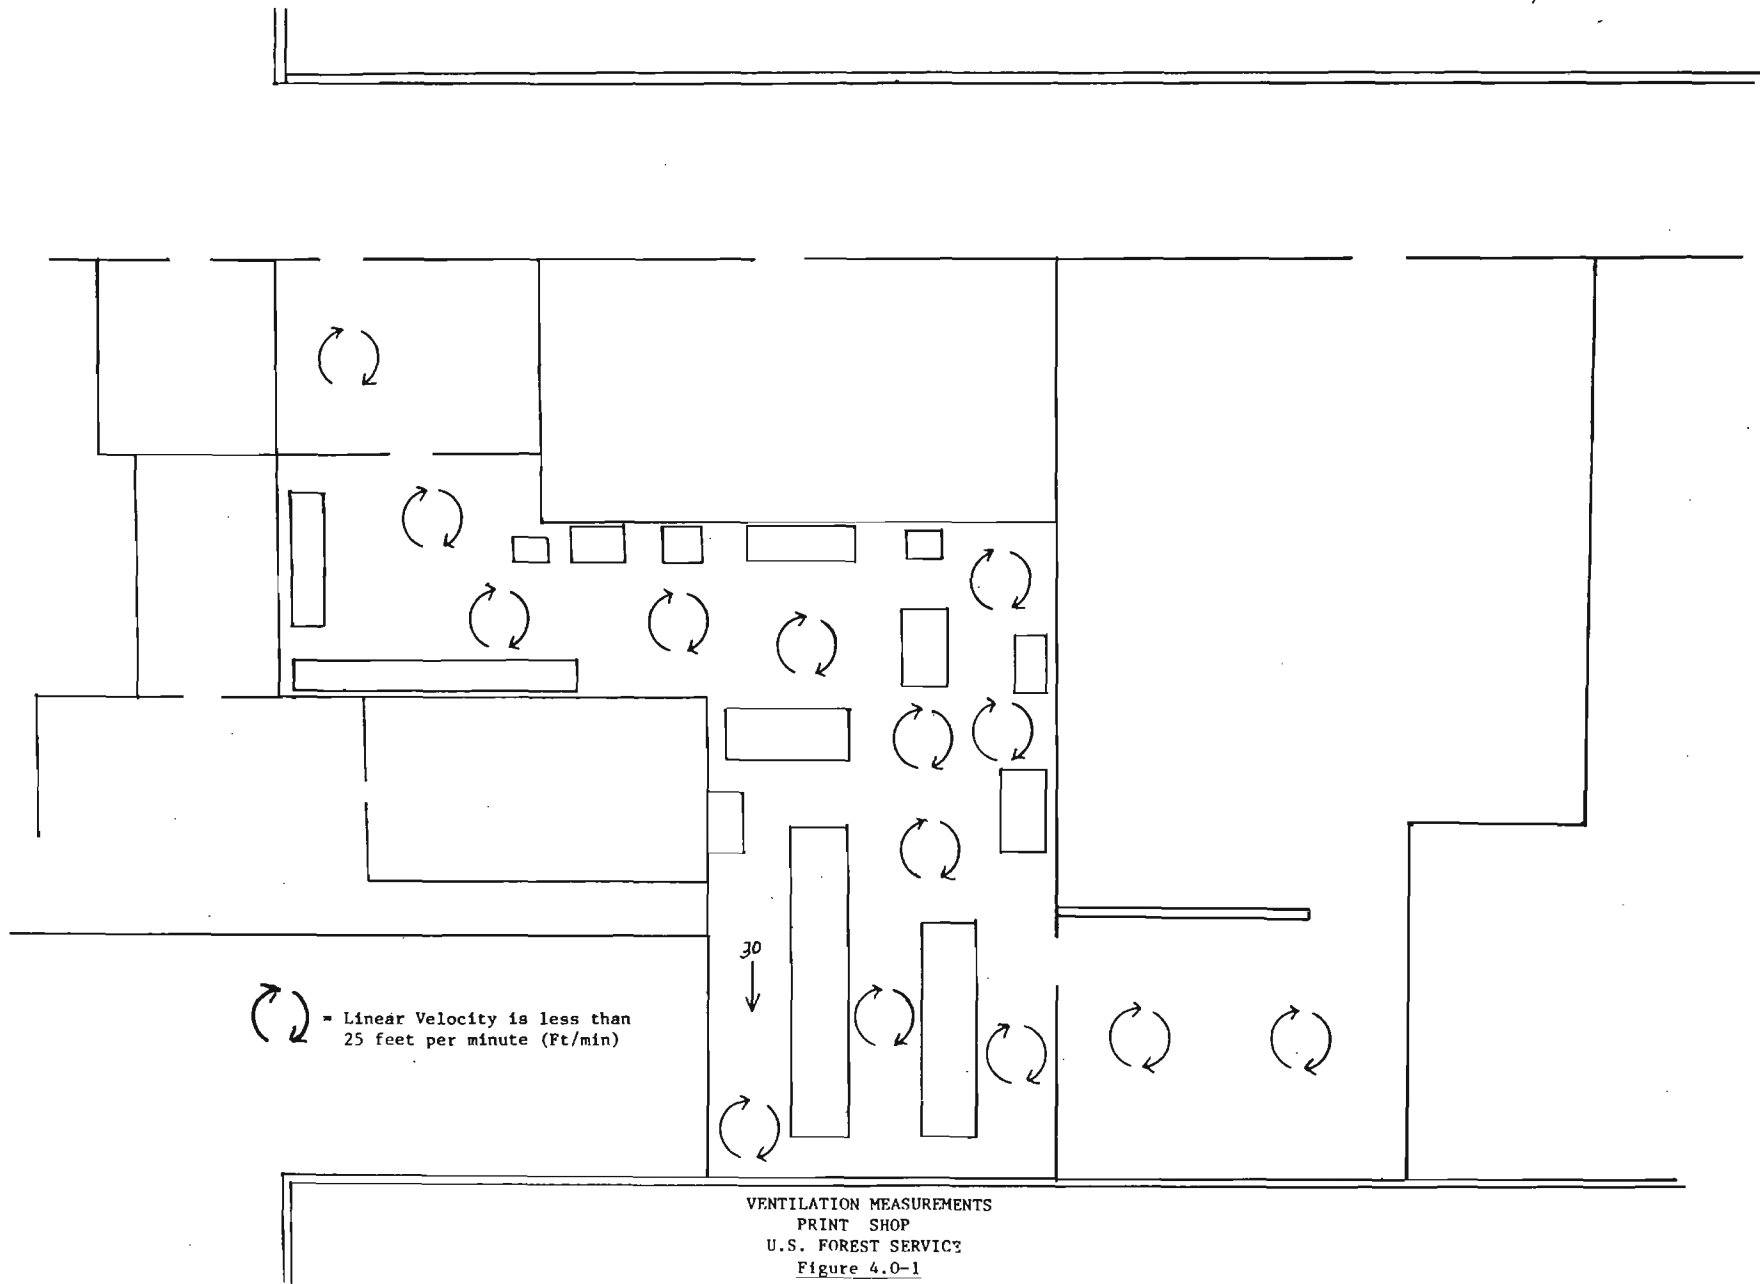 30
= Linear Velocity is less than
25 feet per minute (Ft/min)
VENTILATION MEASUREMENTS
PRINT SHOP
U.S. FOREST SERVICE
Figure 4.0-1